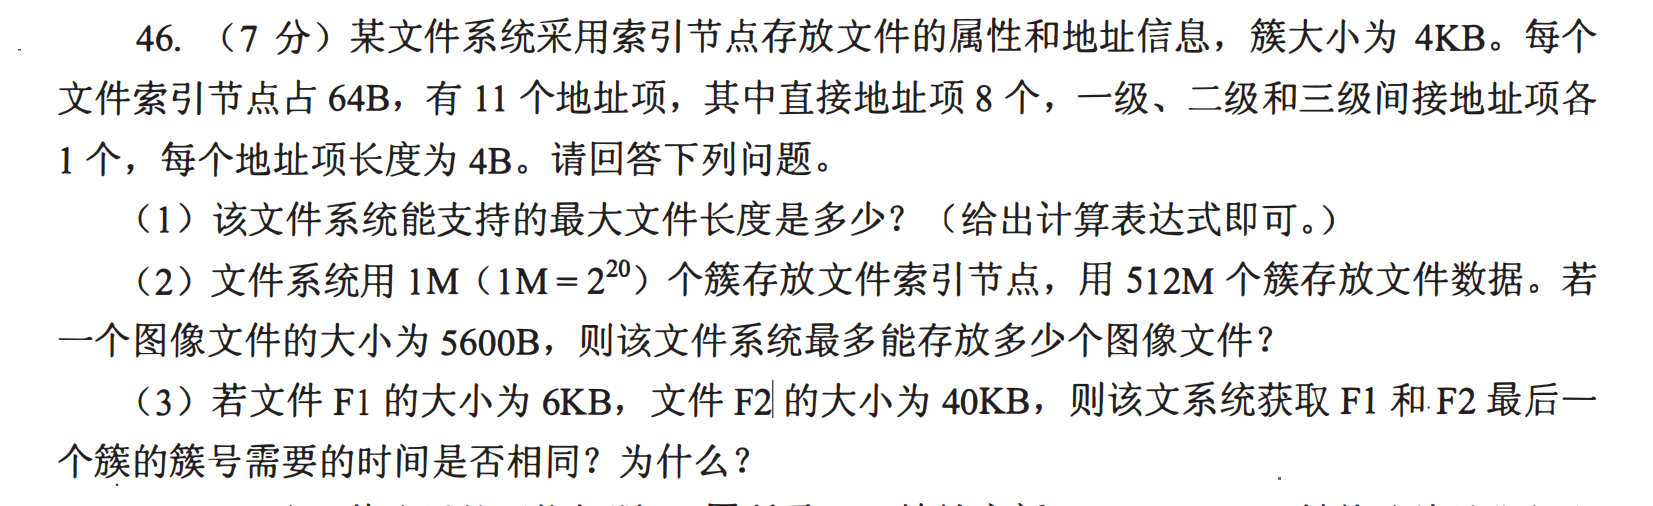 46. （7 分）某文件系统采用索引节点存放文件的属性和地址信息，簇大小为 4KB。每个
文件索引节点占 64B，有 11 个地址项，其中直接地址项 8 个，一级、二级和三级间接地址项各
1 个，每个地址项长度为 4B。请回答下列问题。
（1）该文件系统能支持的最大文件长度是多少？（给出计算表达式即可。）
（2）文件系统用 1M（1M＝2²⁰）个簇存放文件索引节点，用 512M 个簇存放文件数据。若
一个图像文件的大小为 5600B，则该文件系统最多能存放多少个图像文件？
（3）若文件 F1 的大小为 6KB，文件 F2 的大小为 40KB，则该文系统获取 F1 和 F2 最后一
个簇的簇号需要的时间是否相同？为什么？